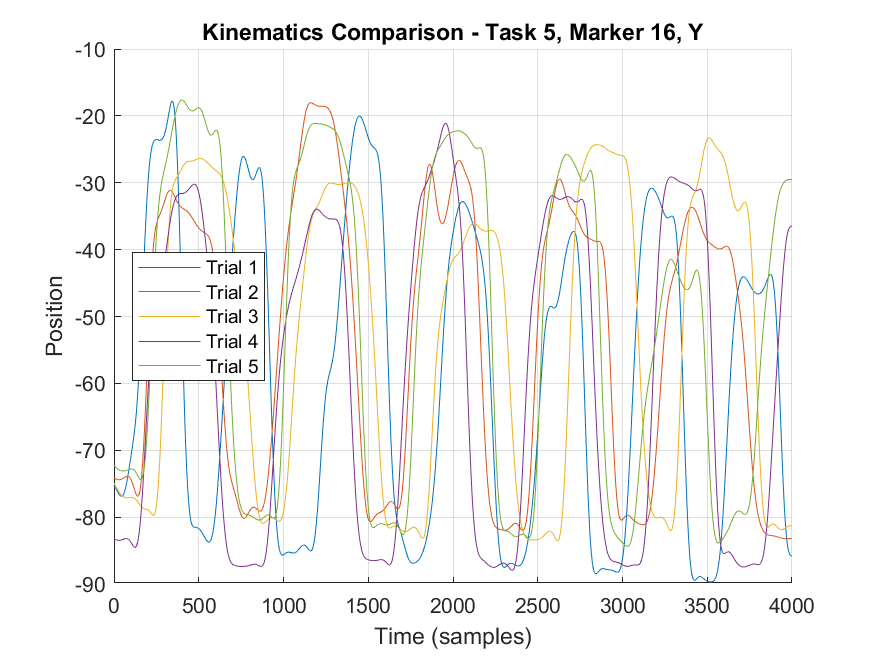 Kinematics Comparison - Task 5, Marker 16, Y
-10
-20
-30
-40
-50
-60
-70
-80
-90
Position
Trial 1
Trial 2
Trial 3
Trial 4
Trial 5
0 500 1000 1500 2000 2500 3000 3500 4000
Time (samples)